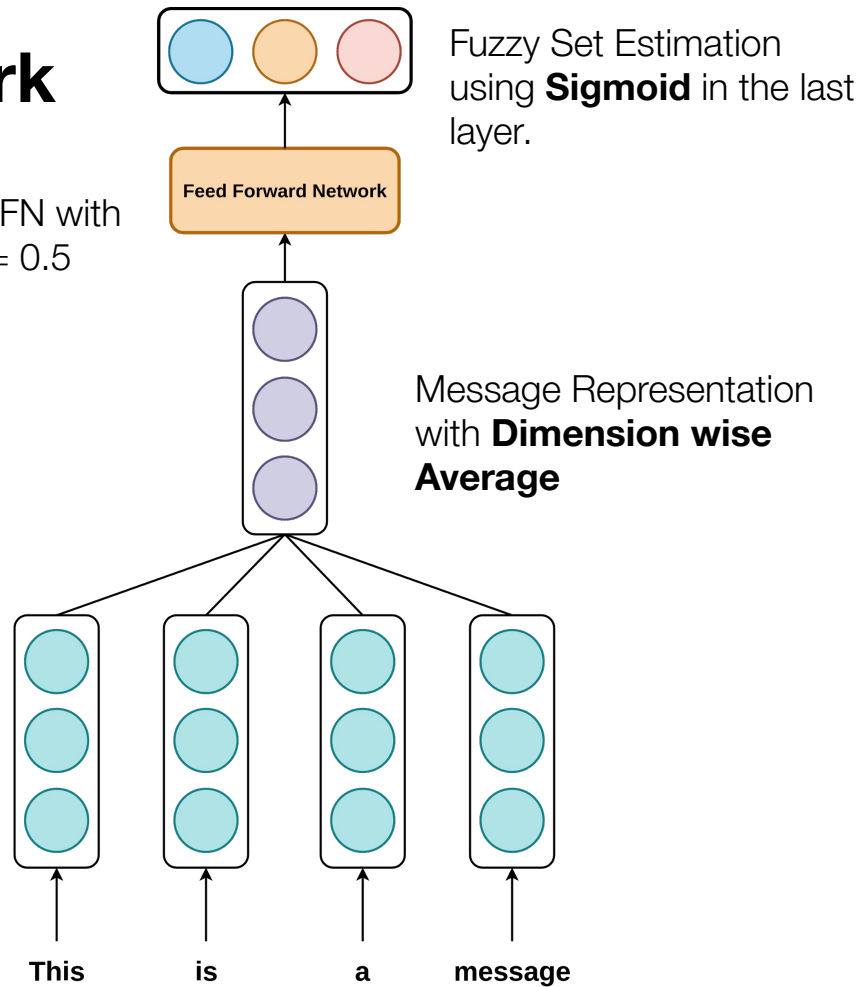 rk
Fuzzy Set Estimation
using Sigmoid in the last
layer.
Feed Forward Network
FN with
= 0.5
Message Representation
with Dimension wise
Average
This is a message